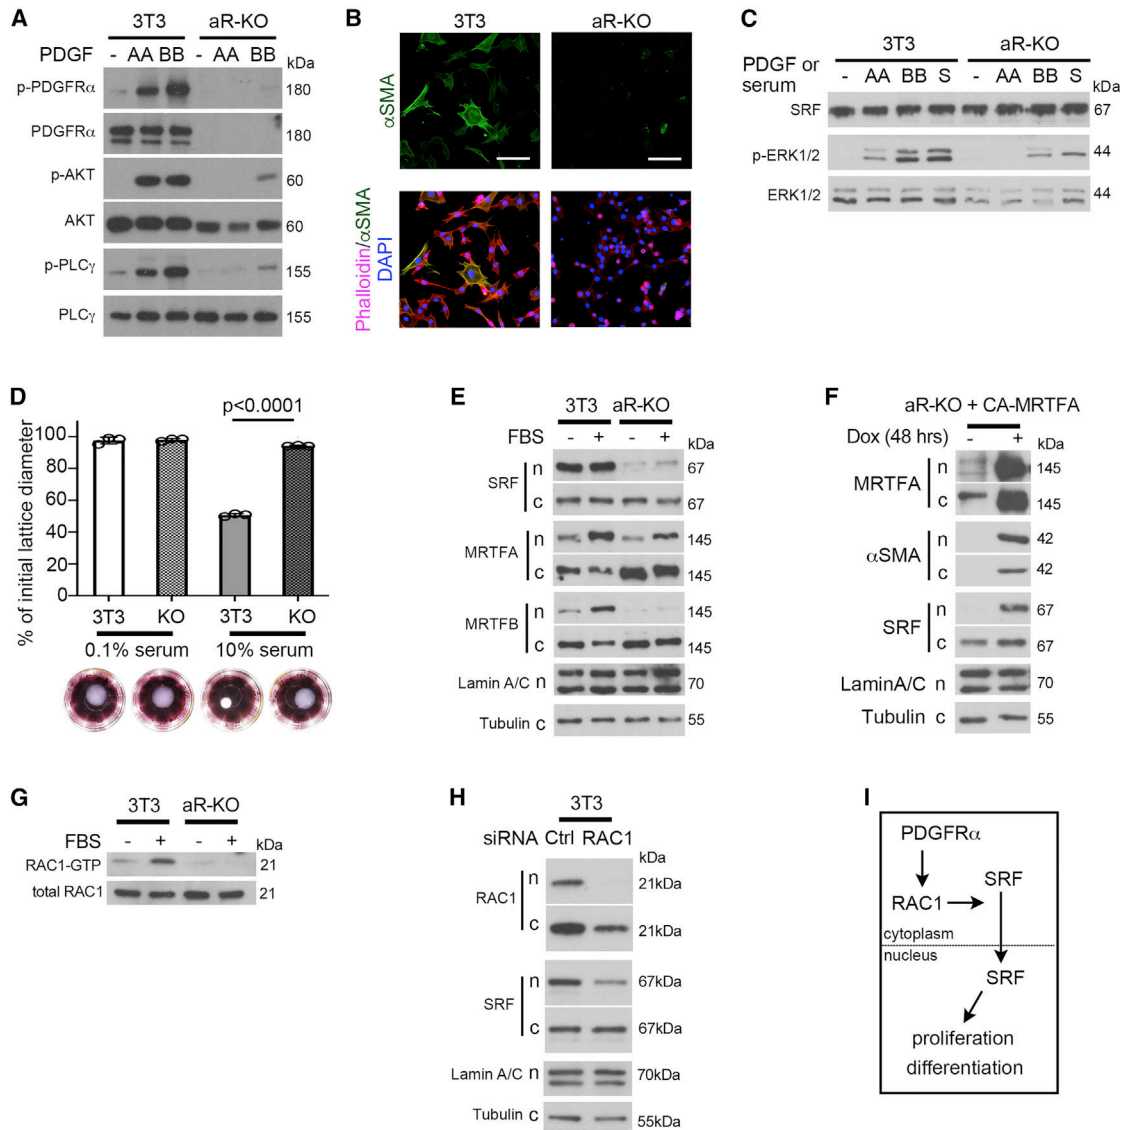 A
3T3 aR-KO
PDGF - AA BB - AA BB kDa
p-PDGFRα 180
PDGFRα 180
p-AKT 60
AKT 60
p-PLCγ 155
PLCγ 155
B
3T3 aR-KO
αSMA
Phalloidin/αSMA
DAPI
C
3T3 aR-KO
PDGF or
serum - AA BB S - AA BB S kDa
SRF 67
p-ERK1/2 44
ERK1/2 44
D
p<0.0001
% of initial lattice diameter
100
80
60
40
20
0
3T3 KO 3T3 KO
0.1% serum 10% serum
E
3T3 aR-KO
FBS - + - + kDa
SRF
n 67
c 67
MRTFA
n 145
c 145
MRTFB
n 145
c 145
Lamin A/C n 70
Tubulin c 55
F
aR-KO + CA-MRTFA
Dox (48 hrs) - + kDa
MRTFA
n 145
c 145
αSMA
n 42
c 42
SRF
n 67
c 67
LaminA/C n 70
Tubulin c 55
G
3T3 aR-KO
FBS - + - + kDa
RAC1-GTP 21
total RAC1 21
H
3T3
siRNA Ctrl RAC1
kDa
RAC1
n 21kDa
c 21kDa
SRF
n 67kDa
c 67kDa
Lamin A/C n 70kDa
Tubulin c 55kDa
I
PDGFRα
RAC1 SRF
cytoplasm
nucleus
SRF
proliferation
differentiation